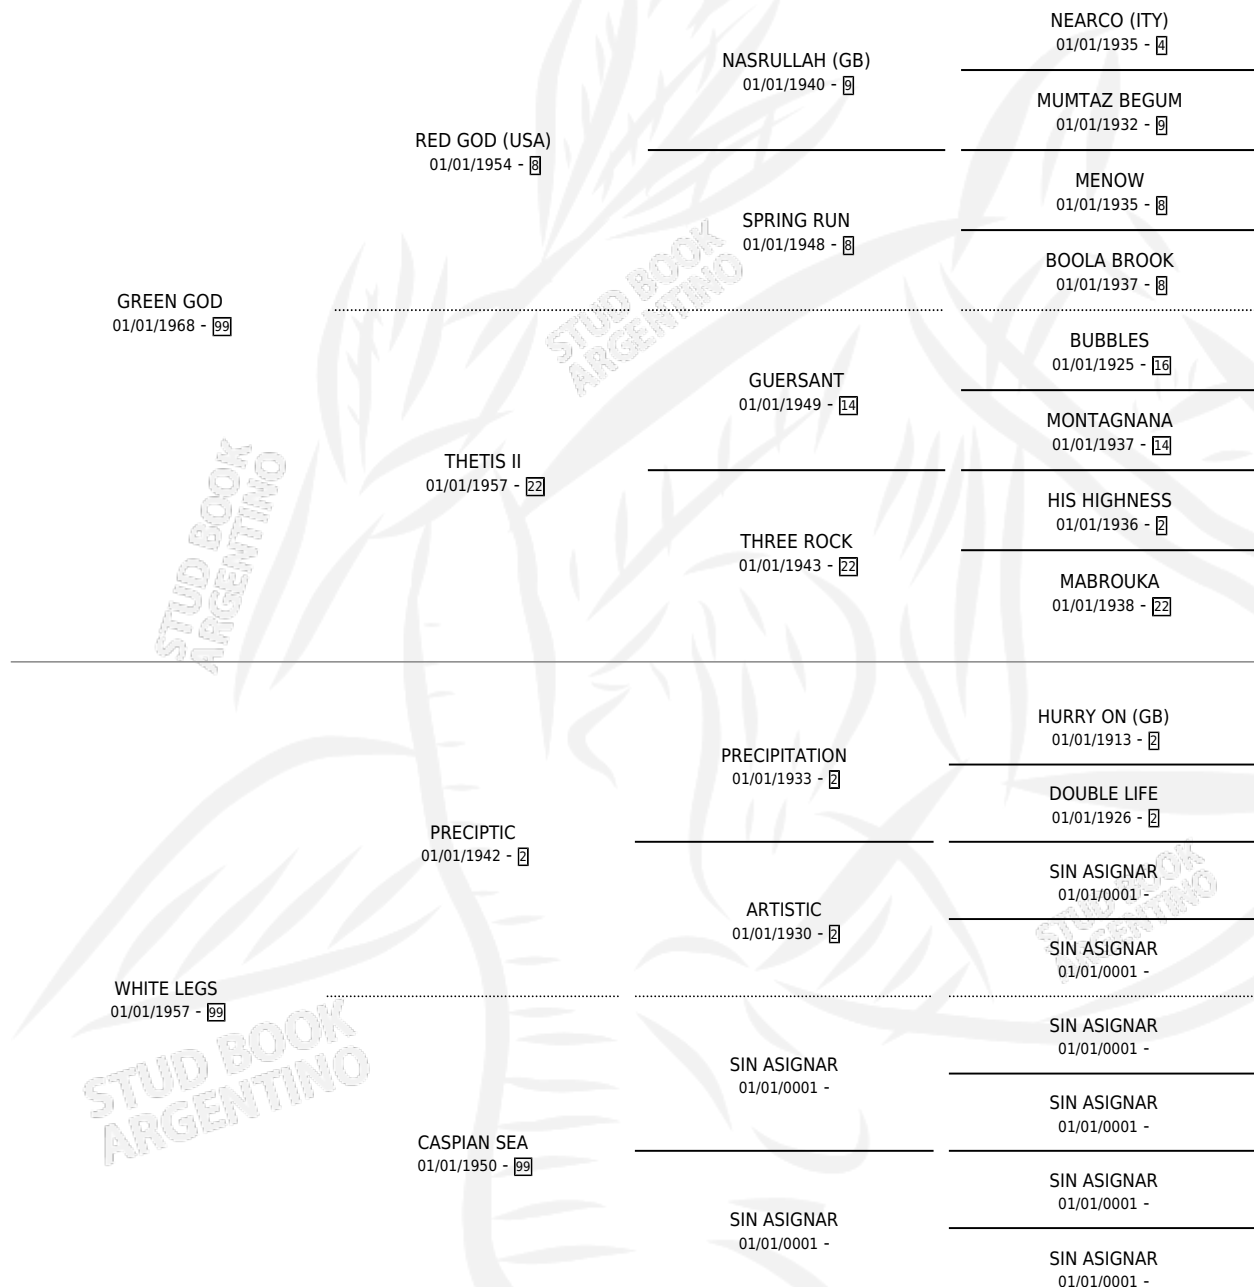 NEARCO (ITY)
01/01/1935 - 4
NASRULLAH (GB)
01/01/1940 - 9
MUMTAZ BEGUM
01/01/1932 - 9
RED GOD (USA)
01/01/1954 - 8
MENOW
01/01/1935 - 8
SPRING RUN
01/01/1948 - 8
BOOLA BROOK
01/01/1937 - 8
GREEN GOD
01/01/1968 - 99
STUD BOOK
ARGENTINO
BUBBLES
01/01/1925 - 16
GUERSANT
01/01/1949 - 14
MONTAGNANA
01/01/1937 - 14
THETIS II
01/01/1957 - 22
HIS HIGHNESS
01/01/1936 - 2
THREE ROCK
01/01/1943 - 22
MABROUKA
01/01/1938 - 22
STUD BOOK
ARGENTINO
HURRY ON (GB)
01/01/1913 - 2
PRECIPITATION
01/01/1933 - 2
DOUBLE LIFE
01/01/1926 - 2
PRECIPTIC
01/01/1942 - 2
SIN ASIGNAR
01/01/0001 -
ARTISTIC
01/01/1930 - 2
SIN ASIGNAR
01/01/0001 -
STUD BOOK
ARGENTINO
WHITE LEGS
01/01/1957 - 99
SIN ASIGNAR
01/01/0001 -
SIN ASIGNAR
01/01/0001 -
SIN ASIGNAR
01/01/0001 -
STUD BOOK
ARGENTINO
CASPIAN SEA
01/01/1950 - 99
SIN ASIGNAR
01/01/0001 -
SIN ASIGNAR
01/01/0001 -
SIN ASIGNAR
01/01/0001 -